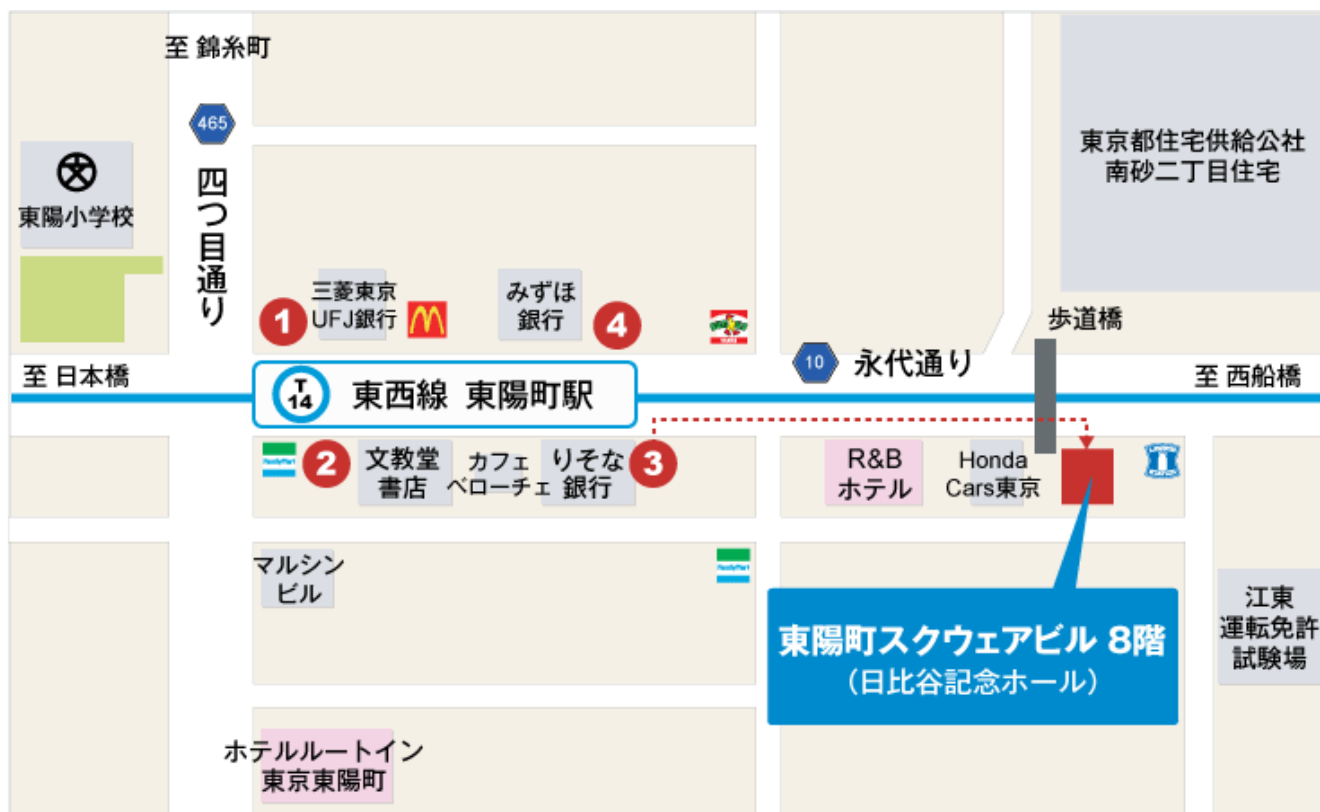 至 錦糸町
465
四つ目通り
東陽小学校
東京都住宅供給公社
南砂二丁目住宅
1
三菱東京
UFJ銀行
みずほ
銀行
4
歩道橋
10
永代通り
至 日本橋
T
14
東西線 東陽町駅
至 西船橋
FamilyMart
2
文教堂
書店
カフェ
ベローチェ
りそな
銀行
3
R&B
ホテル
Honda
Cars東京
マルシン
ビル
FamilyMart
東陽町スクウェアビル 8階
(日比谷記念ホール)
江東
運転免許
試験場
ホテルルートイン
東京東陽町